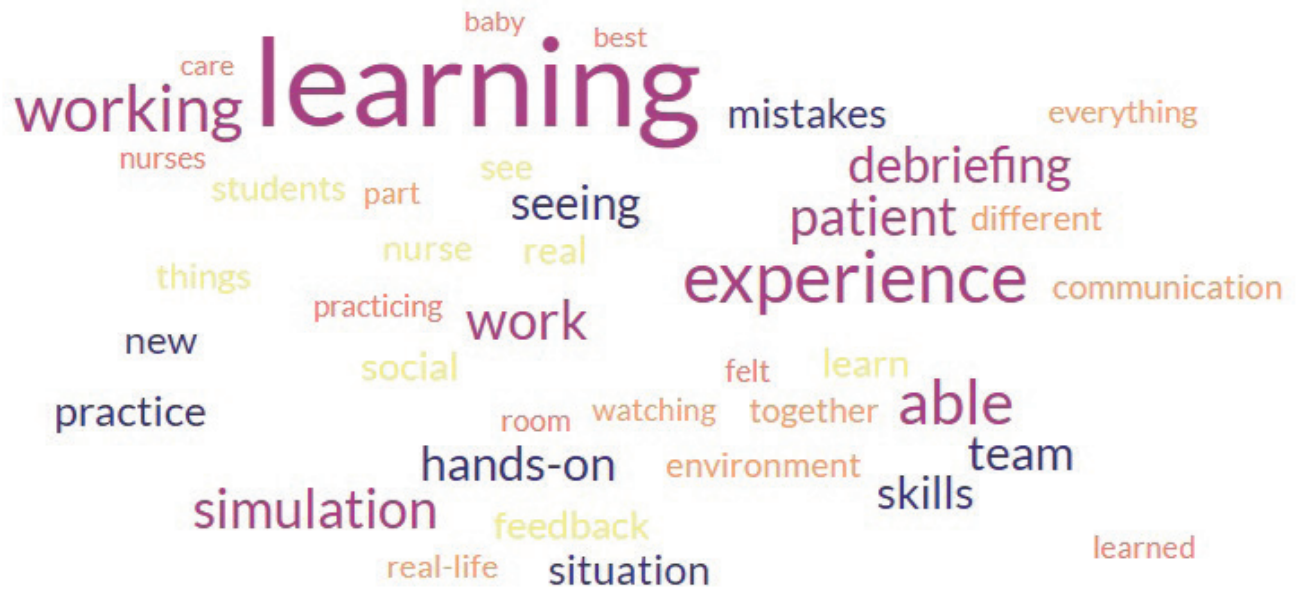 baby
best
care
learning
working
mistakes
everything
nurses
debriefing
see
students
part
seeing
patient
different
nurse
real
things
experience
communication
practicing
work
new
social
felt
learn
practice
room
watching
together
able
hands-on
environment
team
skills
simulation
feedback
learned
real-life
situation